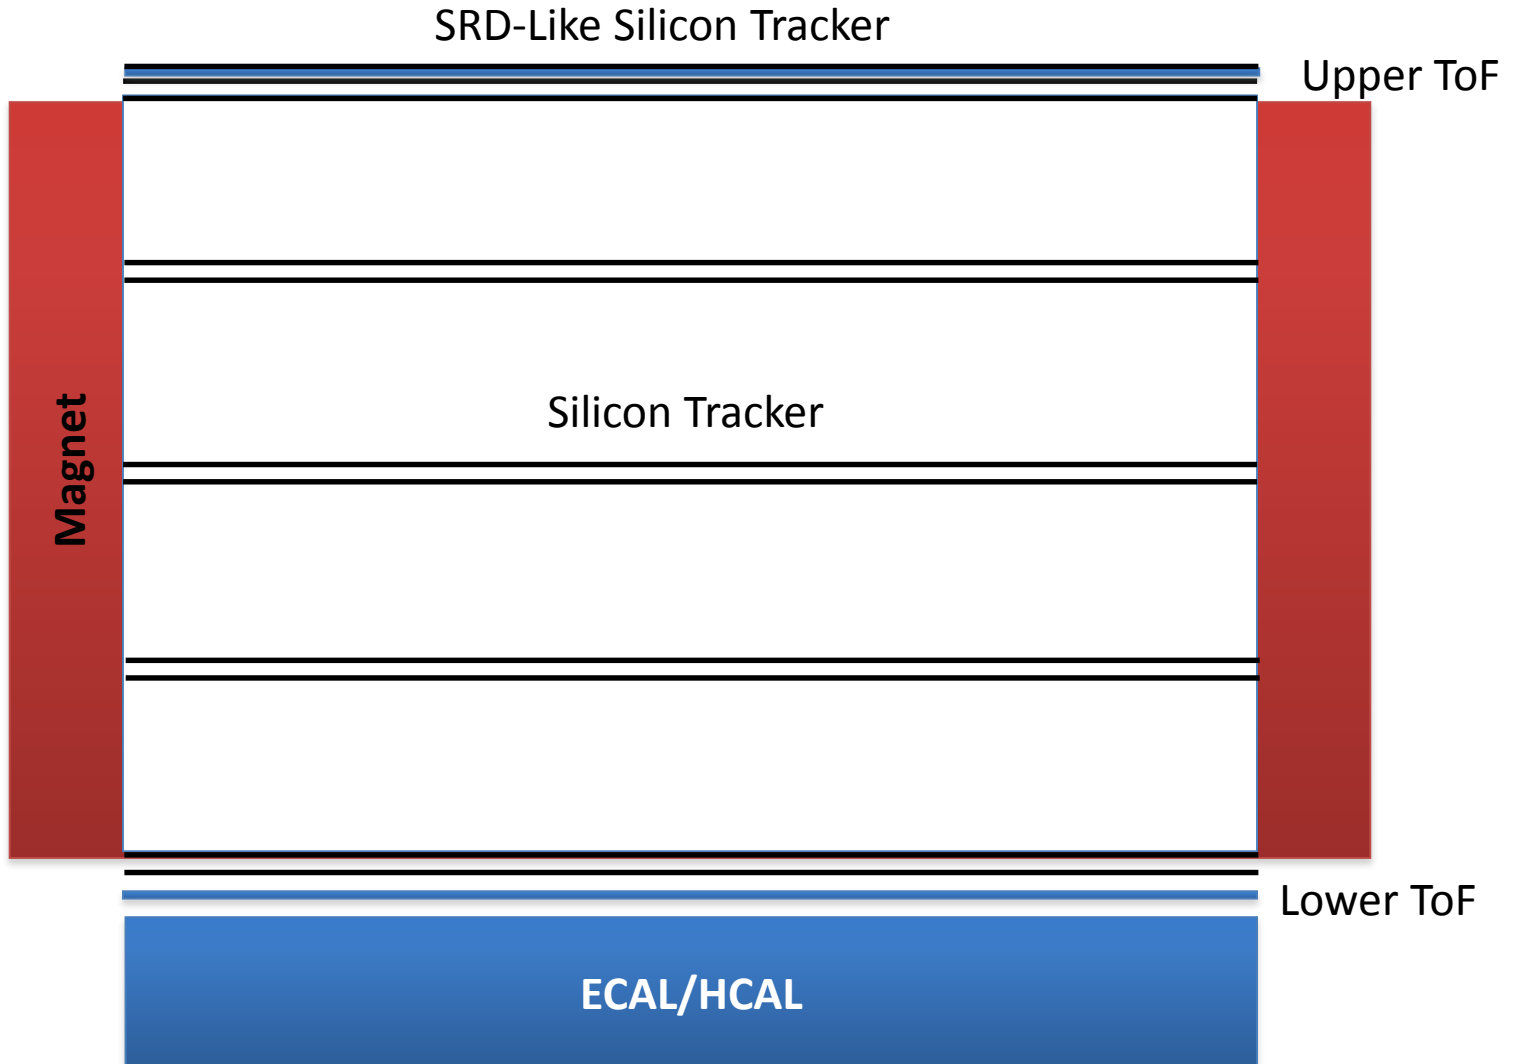 SRD-Like Silicon Tracker
Upper ToF
Magnet
Silicon Tracker
Lower ToF
ECAL/HCAL